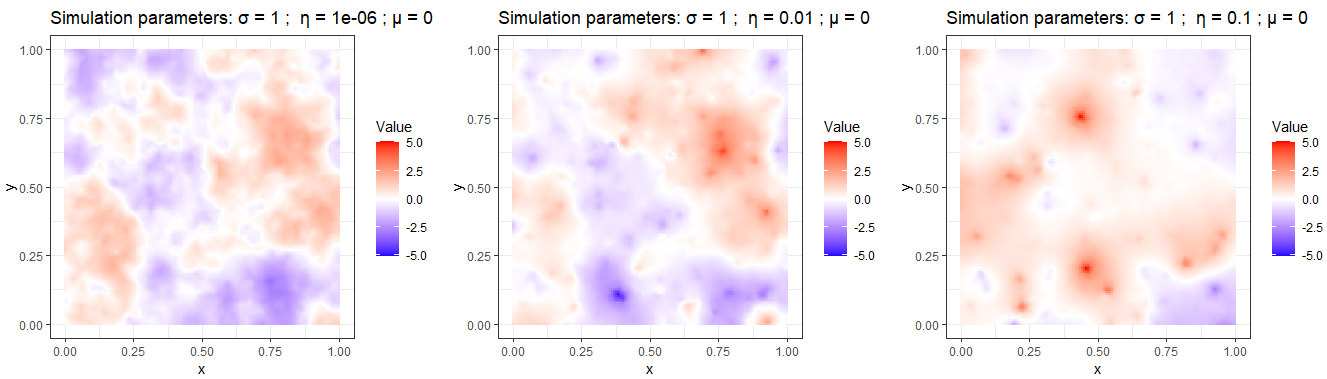 Simulation parameters: σ = 1 ;  η = 1e-06 ; μ = 0
1.00
0.75
0.50
0.25
0.00
y
0.00 0.25 0.50 0.75 1.00
x
Value
5.0
2.5
0.0
-2.5
-5.0
Simulation parameters: σ = 1 ;  η = 0.01 ; μ = 0
1.00
0.75
0.50
0.25
0.00
y
0.00 0.25 0.50 0.75 1.00
x
Value
5.0
2.5
0.0
-2.5
-5.0
Simulation parameters: σ = 1 ;  η = 0.1 ; μ = 0
1.00
0.75
0.50
0.25
0.00
y
0.00 0.25 0.50 0.75 1.00
x
Value
5.0
2.5
0.0
-2.5
-5.0